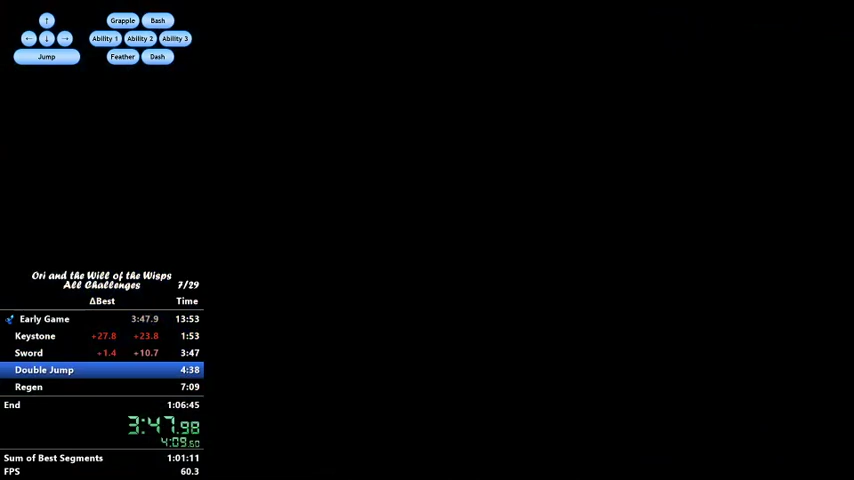 ↑ Grapple Bash
← ↓ → Ability 1 Ability 2 Ability 3
Jump Feather Dash
Ori and the Will of the Wisps
All Challenges 7/29
ΔBest Time
Early Game 3:47.9 13:53
Keystone +27.8 +23.8 1:53
Sword +1.4 +10.7 3:47
Double Jump 4:38
Regen 7:09
End 1:06:45
3:47.98
4:09.60
Sum of Best Segments 1:01:11
FPS 60.3